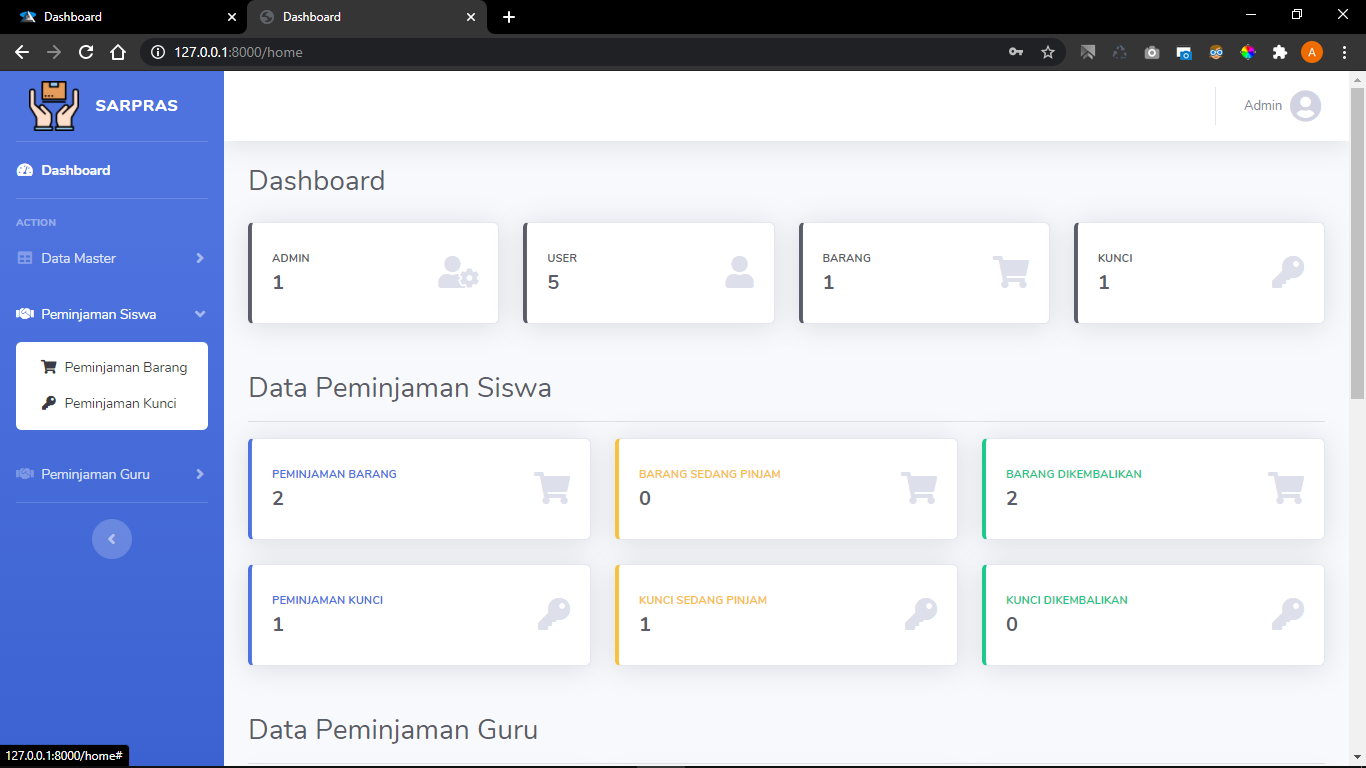 Dashboard
Dashboard
127.0.0.1:8000/home
A
SARPRAS
Admin
Dashboard
ACTION
Data Master
Peminjaman Siswa
Peminjaman Barang
Peminjaman Kunci
Peminjaman Guru
Dashboard
ADMIN
1
USER
5
BARANG
1
KUNCI
1
Data Peminjaman Siswa
PEMINJAMAN BARANG
2
BARANG SEDANG PINJAM
0
BARANG DIKEMBALIKAN
2
PEMINJAMAN KUNCI
1
KUNCI SEDANG PINJAM
1
KUNCI DIKEMBALIKAN
0
Data Peminjaman Guru
127.0.0.1:8000/home#